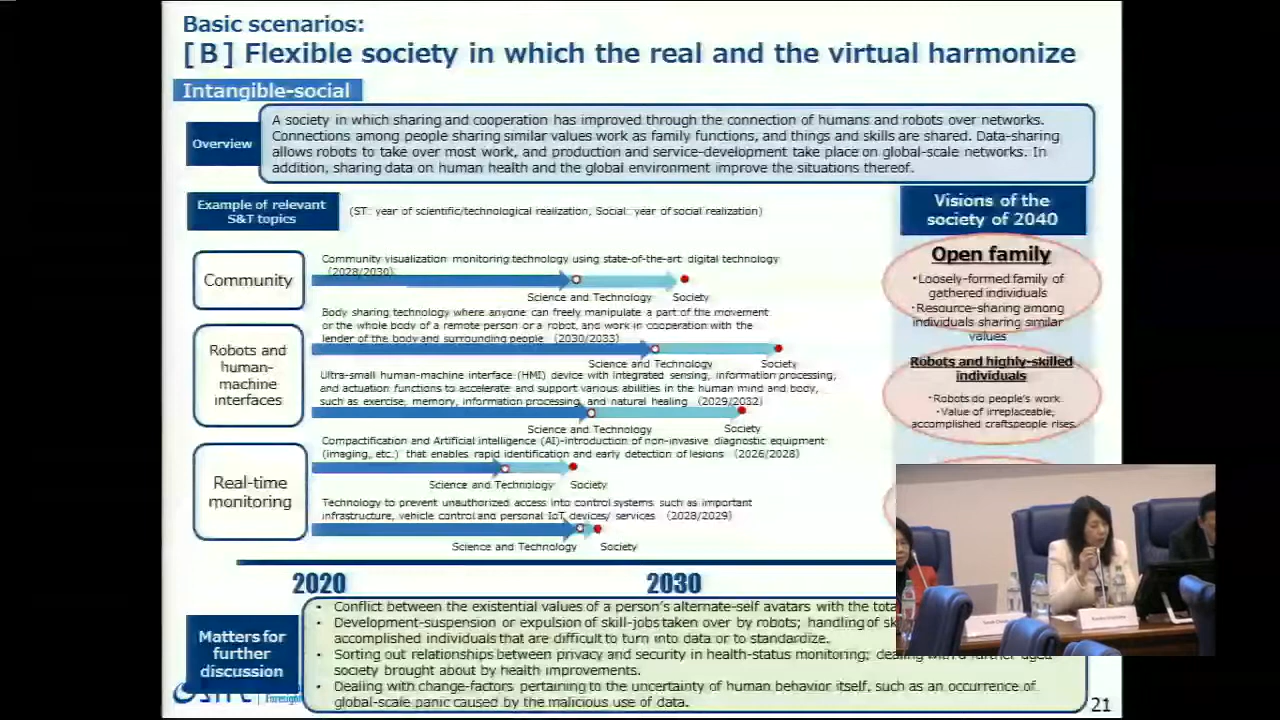 Basic scenarios:
[B] Flexible society in which the real and the virtual harmonize
Intangible-social
Overview
A society in which sharing and cooperation has improved through the connection of humans and robots over networks.
Connections among people sharing similar values work as family functions, and things and skills are shared. Data-sharing
allows robots to take over most work, and production and service-development take place on global-scale networks. In
addition, sharing data on human health and the global environment improve the situations thereof.
Example of relevant
S&T topics
(ST: year of scientific/technological realization, Social: year of social realization)
Visions of the
society of 2040
Community
Community visualization monitoring technology using state-of-the-art digital technology
(2028/2030)
Science and Technology
Society
Robots and
human-
machine
interfaces
Body sharing technology where anyone can freely manipulate a part of the movement
or the whole body of a remote person or a robot, and work in cooperation with the
lender of the body and surrounding people (2030/2033)
Science and Technology
Society
Ultra-small human-machine interface (HMI) device with integrated sensing, information processing,
and actuation functions to accelerate and support various abilities in the human mind and body,
such as exercise, memory, information processing, and natural healing (2029/2032)
Science and Technology
Society
Real-time
monitoring
Compactification and Artificial intelligence (AI)-introduction of non-invasive diagnostic equipment
(imaging, etc.) that enables rapid identification and early detection of lesions (2026/2028)
Science and Technology
Society
Technology to prevent unauthorized access into control systems such as important
infrastructure, vehicle control and personal IoT devices/ services (2028/2029)
Science and Technology
Society
Open family
・Loosely-formed family of
gathered individuals
・Resource-sharing among
individuals sharing similar
values
Robots and highly-skilled
individuals
・Robots do people's work.
・Value of irreplaceable,
accomplished craftspeople rises.
2020
2030
Matters for
further
discussion
• Conflict between the existential values of a person's alternate-self avatars with the
• Development-suspension or expulsion of skill-jobs taken over by robots; handling of
accomplished individuals that are difficult to turn into data or to standardize.
• Sorting out relationships between privacy and security in health-status monitoring; dealing with a further aged
society brought about by health improvements.
• Dealing with change-factors pertaining to the uncertainty of human behavior itself, such as an occurrence of
global-scale panic caused by the malicious use of data.
21